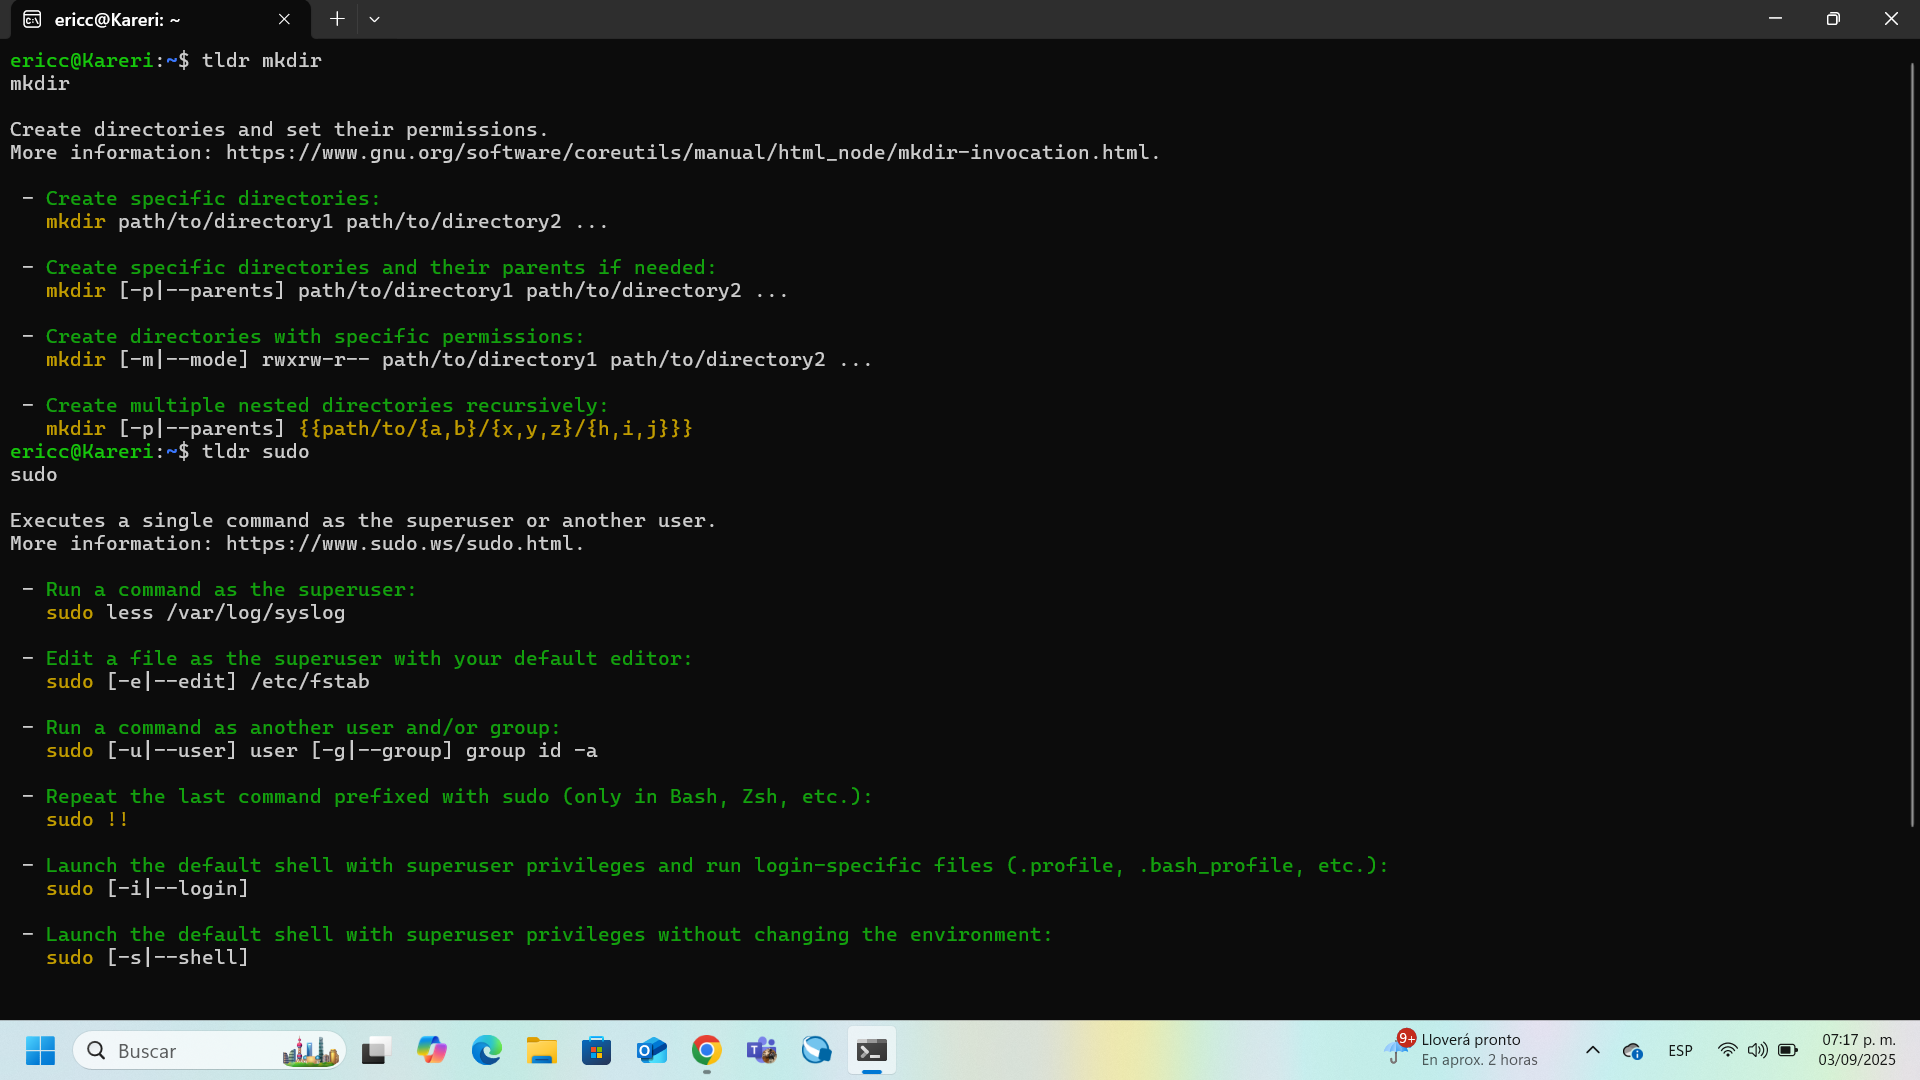 ericc@Kareri: ~
ericc@Kareri:~$ tldr mkdir
mkdir
Create directories and set their permissions.
More information: https://www.gnu.org/software/coreutils/manual/html_node/mkdir-invocation.html.
- Create specific directories:
mkdir path/to/directory1 path/to/directory2 ...
- Create specific directories and their parents if needed:
mkdir [-p|--parents] path/to/directory1 path/to/directory2 ...
- Create directories with specific permissions:
mkdir [-m|--mode] rwxrw-r-- path/to/directory1 path/to/directory2 ...
- Create multiple nested directories recursively:
mkdir [-p|--parents] {{path/to/{a,b}/{x,y,z}/{h,i,j}}}
ericc@Kareri:~$ tldr sudo
sudo
Executes a single command as the superuser or another user.
More information: https://www.sudo.ws/sudo.html.
- Run a command as the superuser:
sudo less /var/log/syslog
- Edit a file as the superuser with your default editor:
sudo [-e|--edit] /etc/fstab
- Run a command as another user and/or group:
sudo [-u|--user] user [-g|--group] group id -a
- Repeat the last command prefixed with sudo (only in Bash, Zsh, etc.):
sudo !!
- Launch the default shell with superuser privileges and run login-specific files (.profile, .bash_profile, etc.):
sudo [-i|--login]
- Launch the default shell with superuser privileges without changing the environment:
sudo [-s|--shell]
Buscar
9+
Lloverá pronto
En aprox. 2 horas
ESP
07:17 p. m.
03/09/2025